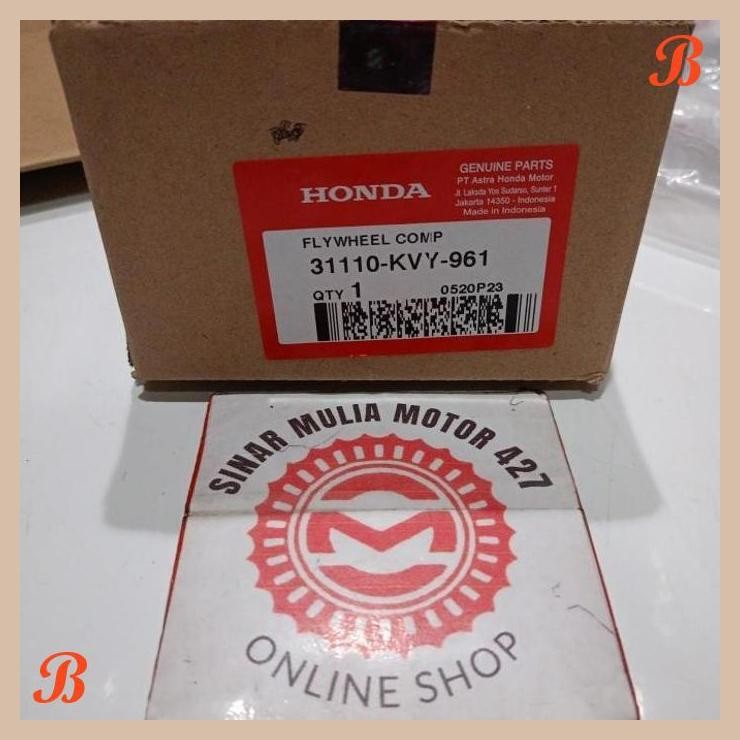 B
GENUINE PARTS
PT Astra Honda Motor
Jl. Laksda Yos Sudarso, Sunter 1
Jakarta 14350 - Indonesia
Made in Indonesia
HONDA
FLYWHEEL COMP
31110-KVY-961
QTY 1 0520P23
SINAR MULIA MOTOR 427
M
ONLINE SHOP
B